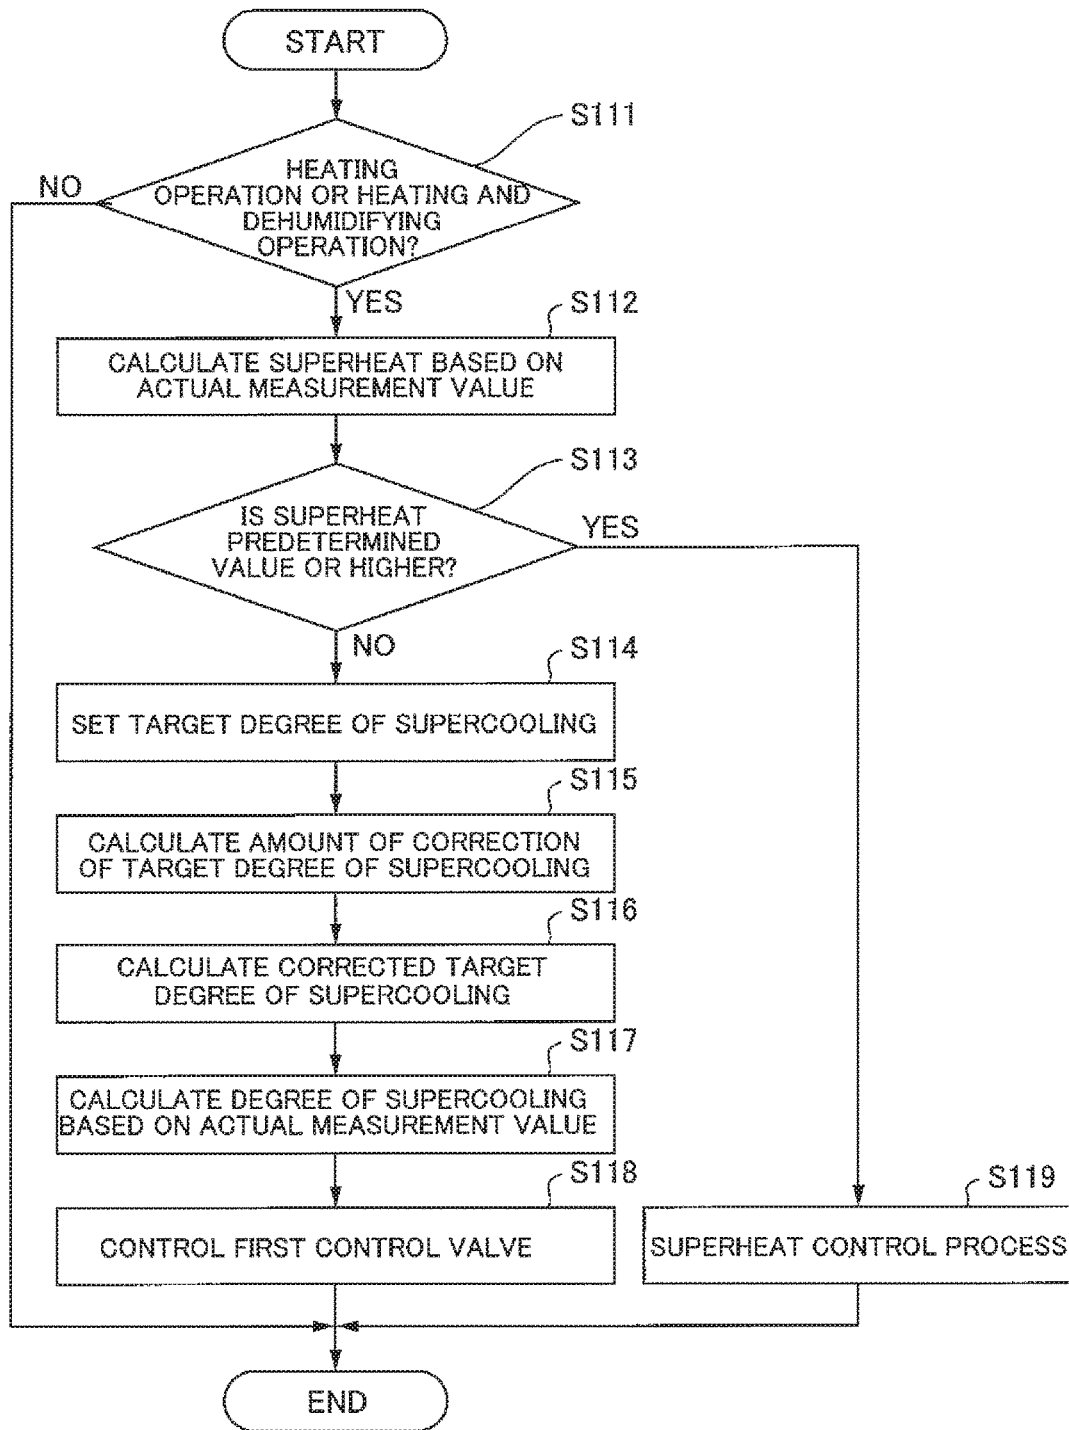 START
S111
HEATING
OPERATION OR HEATING AND
DEHUMIDIFYING
OPERATION?
NO
YES
S112
CALCULATE SUPERHEAT BASED ON
ACTUAL MEASUREMENT VALUE
S113
IS SUPERHEAT
PREDETERMINED
VALUE OR HIGHER?
YES
NO
S114
SET TARGET DEGREE OF SUPERCOOLING
S115
CALCULATE AMOUNT OF CORRECTION
OF TARGET DEGREE OF SUPERCOOLING
S116
CALCULATE CORRECTED TARGET
DEGREE OF SUPERCOOLING
S117
CALCULATE DEGREE OF SUPERCOOLING
BASED ON ACTUAL MEASUREMENT VALUE
S118
CONTROL FIRST CONTROL VALVE
S119
SUPERHEAT CONTROL PROCESS
END